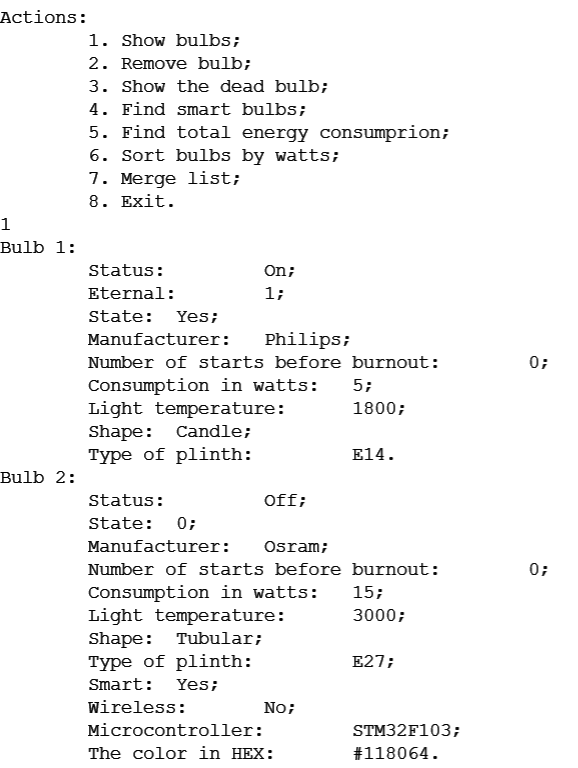 Actions:
1. Show bulbs;
2. Remove bulb;
3. Show the dead bulb;
4. Find smart bulbs;
5. Find total energy consumprion;
6. Sort bulbs by watts;
7. Merge list;
8. Exit.
1
Bulb 1:
Status: On;
Eternal: 1;
State: Yes;
Manufacturer: Philips;
Number of starts before burnout: 0;
Consumption in watts: 5;
Light temperature: 1800;
Shape: Candle;
Type of plinth: E14.
Bulb 2:
Status: Off;
State: 0;
Manufacturer: Osram;
Number of starts before burnout: 0;
Consumption in watts: 15;
Light temperature: 3000;
Shape: Tubular;
Type of plinth: E27;
Smart: Yes;
Wireless: No;
Microcontroller: STM32F103;
The color in HEX: #118064.